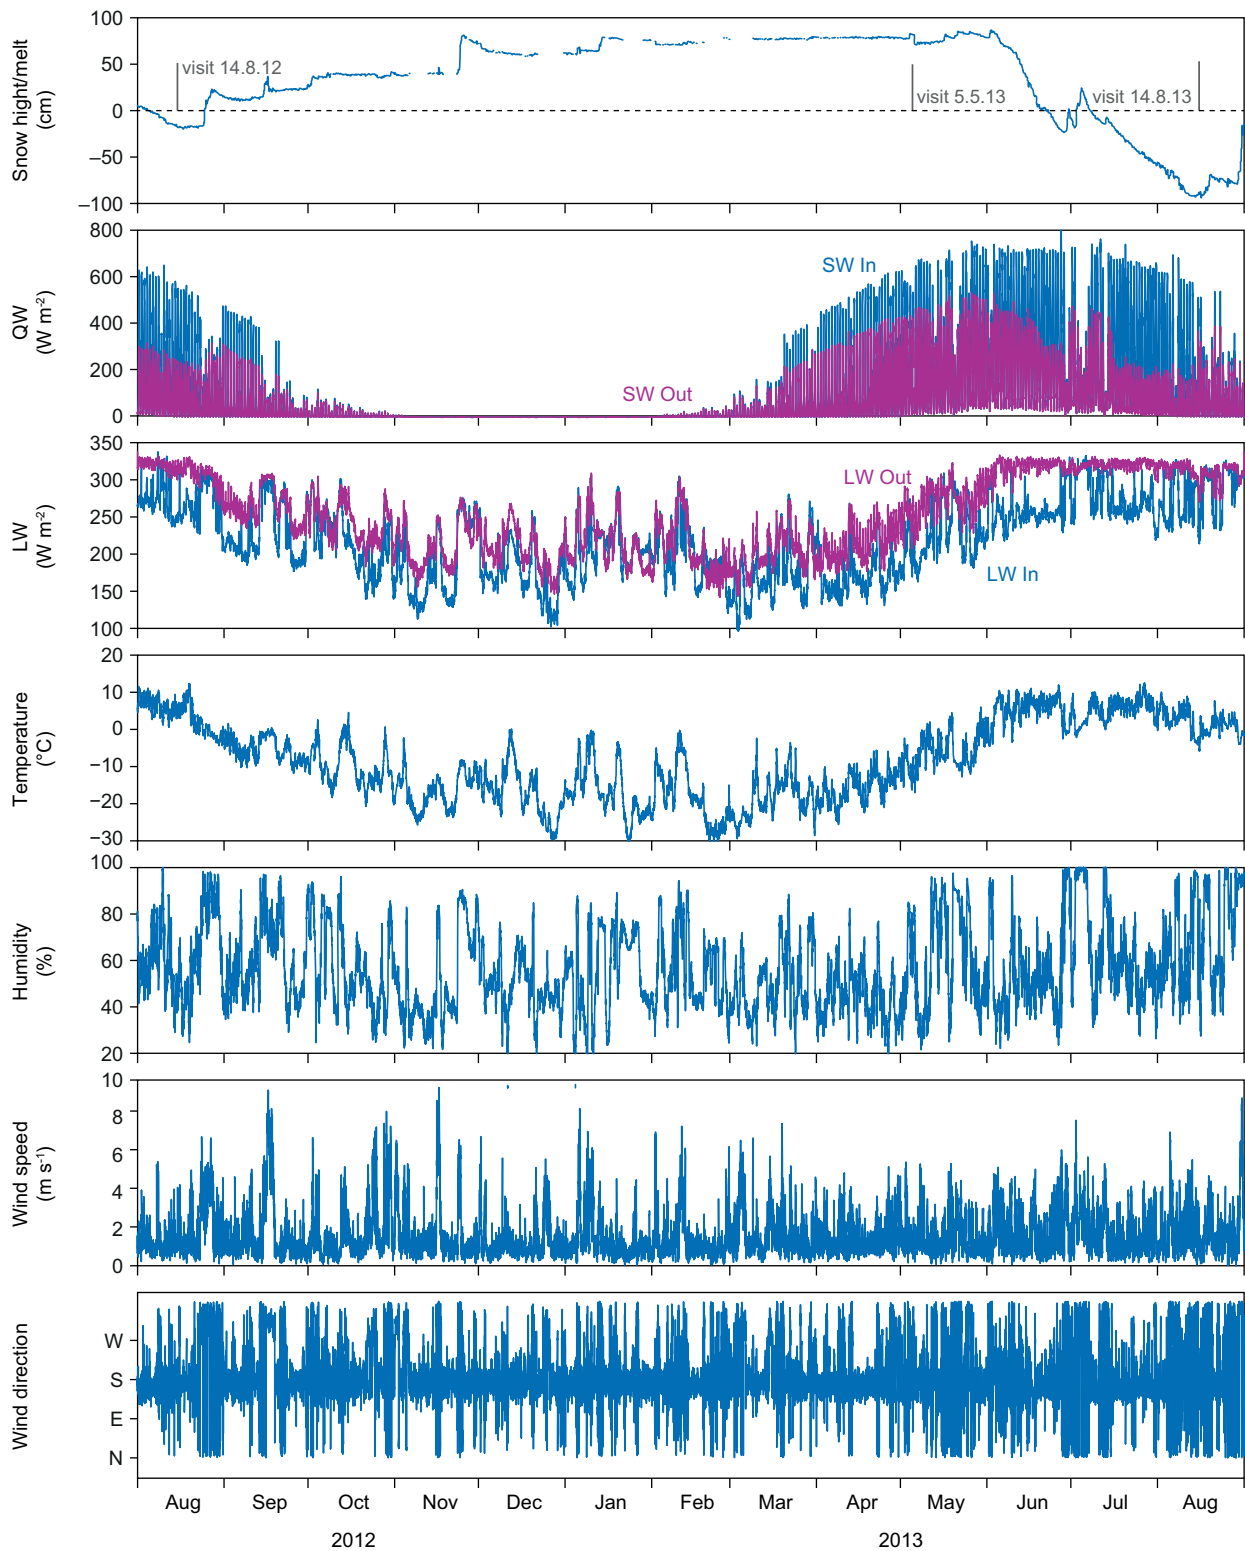 Snow hight/melt
(cm)
100
50
0
–50
–100
visit 14.8.12
visit 5.5.13
visit 14.8.13
QW
(W m-2)
800
600
400
200
0
SW In
SW Out
LW
(W m-2)
350
300
250
200
150
100
LW Out
LW In
Temperature
(°C)
20
10
0
–10
–20
–30
Humidity
(%)
100
80
60
40
20
Wind speed
(m s-1)
10
8
6
4
2
0
Wind direction
W
S
E
N
Aug Sep Oct Nov Dec Jan Feb Mar Apr May Jun Jul Aug
2012 2013